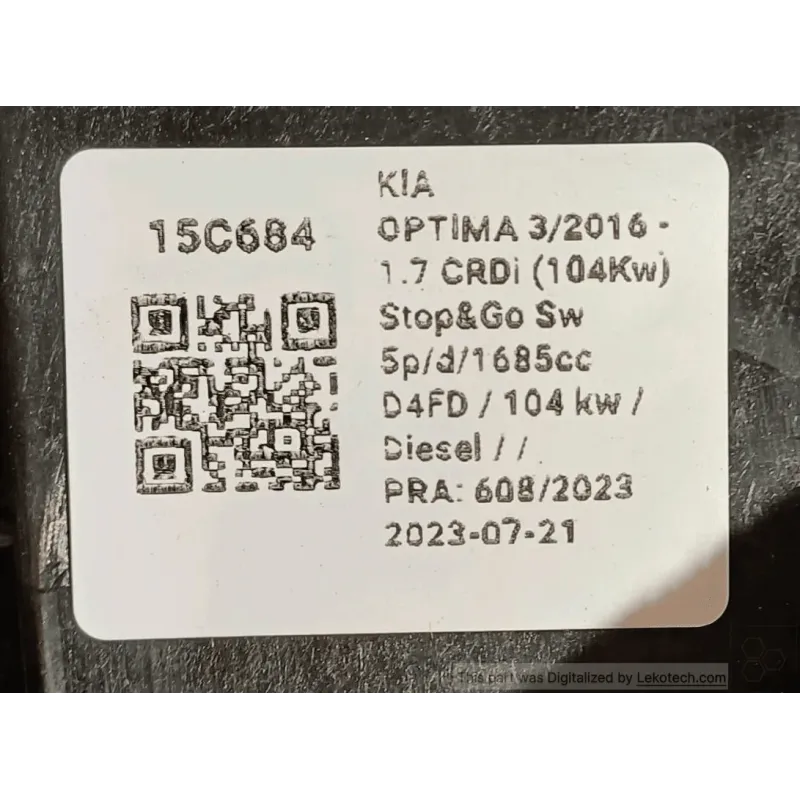 15C684
KIA
OPTIMA 3/2016 -
1.7 CRDi (104Kw)
Stop&Go Sw
5p/d/1685cc
D4FD / 104 kw /
Diesel / /
PRA: 608/2023
2023-07-21
This part was Digitalized by Lekotech.com